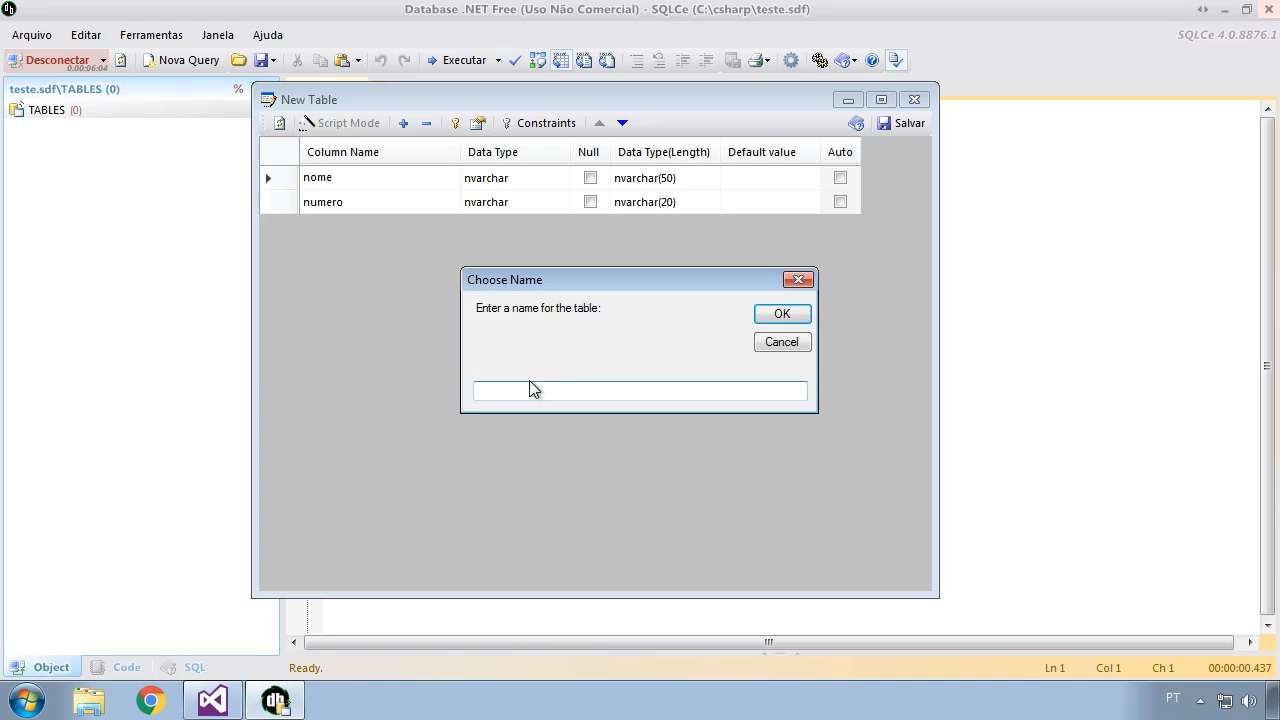 Database .NET Free (Uso Não Comercial) - SQLCe (C:\csharp\teste.sdf)
Arquivo Editar Ferramentas Janela Ajuda
SQLCe 4.0.8876.1
Desconectar Nova Query Executar
0.00:06:04
teste.sdf\TABLES (0) %
TABLES (0)
New Table
Script Mode Constraints Salvar
Column Name Data Type Null Data Type(Length) Default value Auto
nome nvarchar nvarchar(50)
numero nvarchar nvarchar(20)
Choose Name
Enter a name for the table:
OK
Cancel
Object Code SQL Ready. Ln 1 Col 1 Ch 1 00:00:00.437
PT